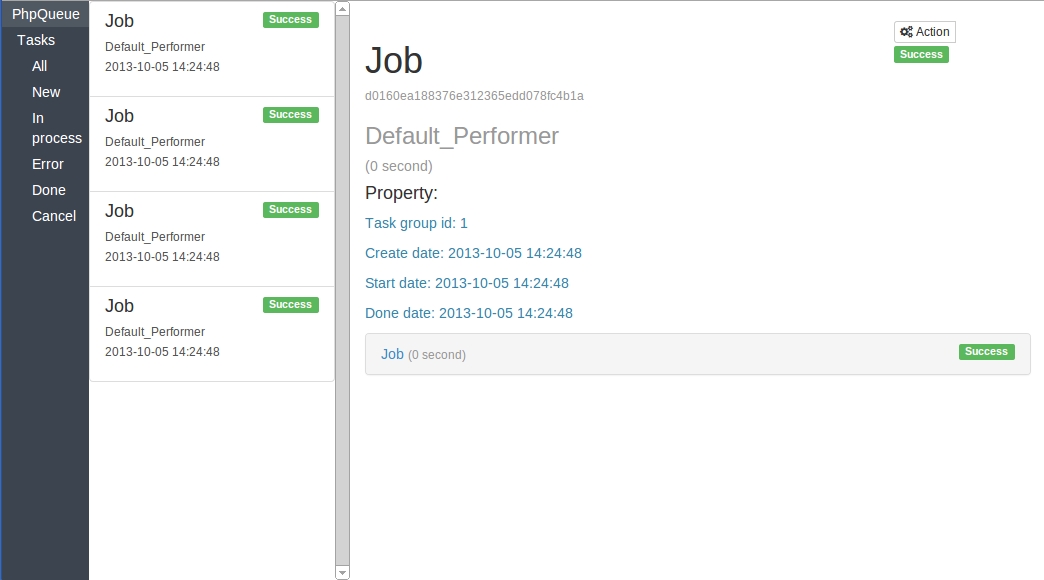 PhpQueue
Tasks
All
New
In
process
Error
Done
Cancel
Job
Success
Default_Performer
2013-10-05 14:24:48
Job
Success
Default_Performer
2013-10-05 14:24:48
Job
Success
Default_Performer
2013-10-05 14:24:48
Job
Success
Default_Performer
2013-10-05 14:24:48
Action
Success
Job
d0160ea188376e312365edd078fc4b1a
Default_Performer
(0 second)
Property:
Task group id: 1
Create date: 2013-10-05 14:24:48
Start date: 2013-10-05 14:24:48
Done date: 2013-10-05 14:24:48
Job (0 second)
Success